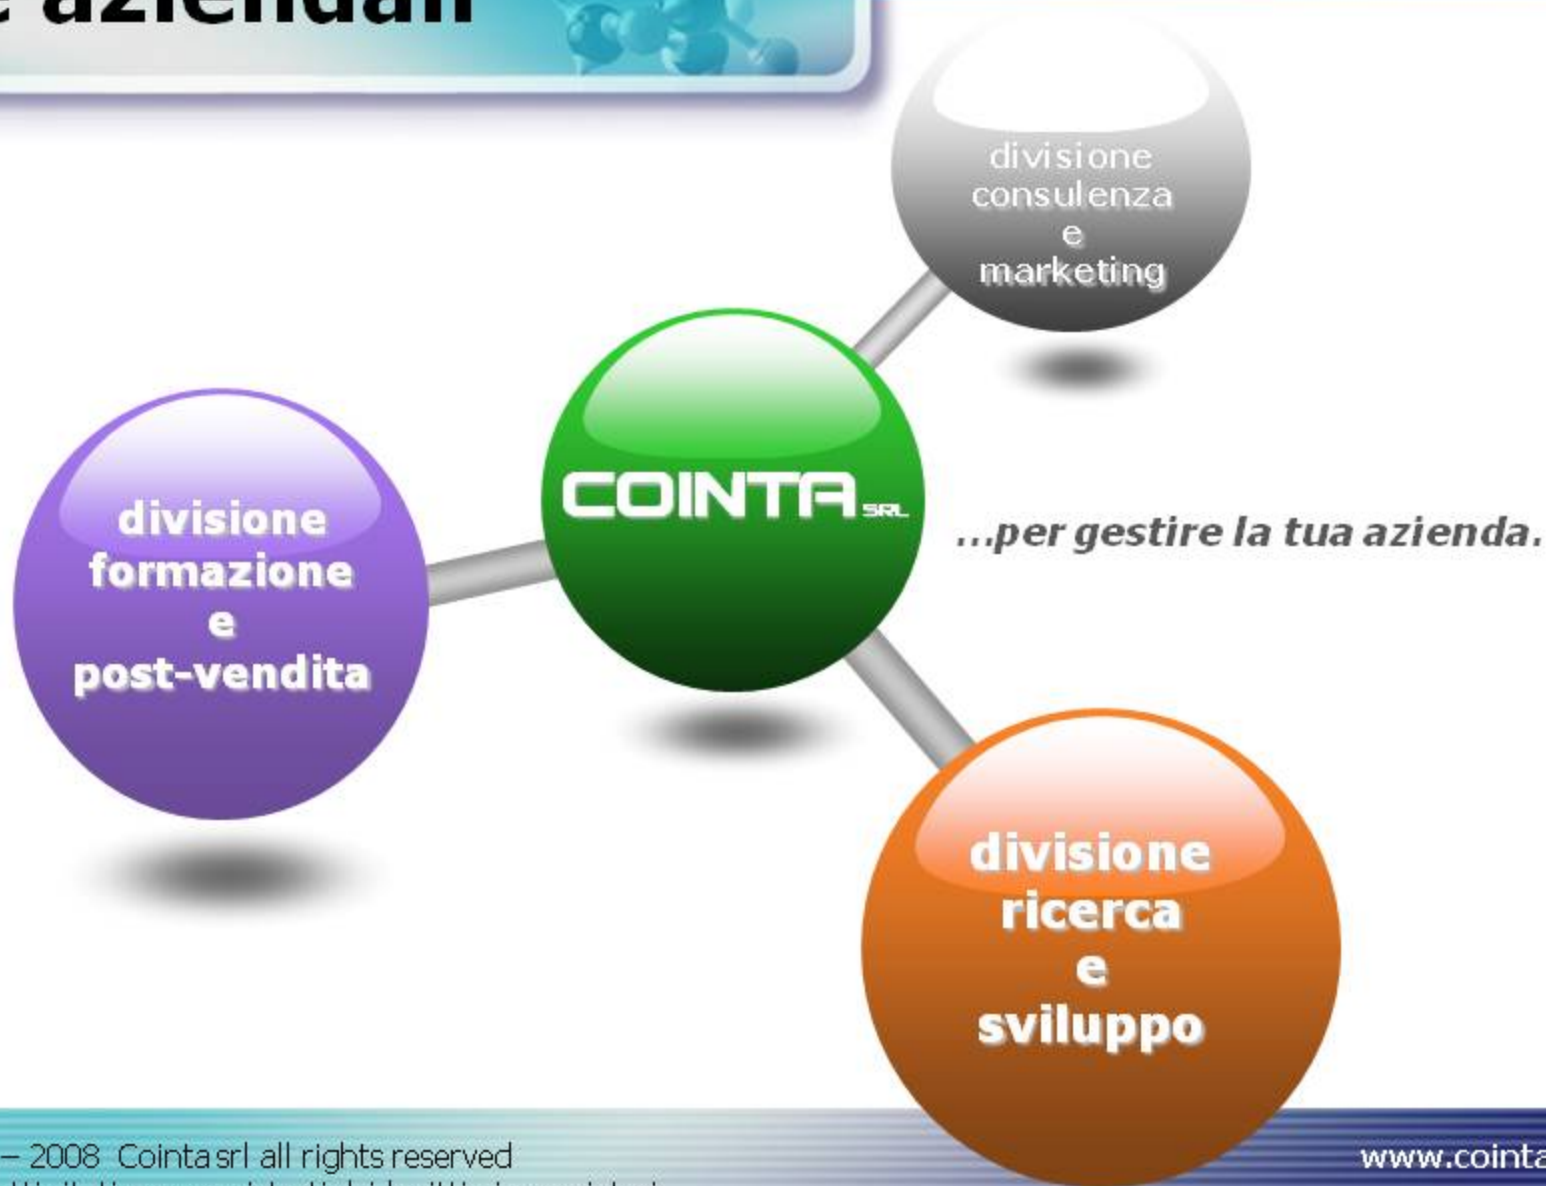 e aziendali
divisione
consulenza
e
marketing
COINTA SRL
...per gestire la tua azienda.
divisione
formazione
e
post-vendita
divisione
ricerca
e
sviluppo
– 2008 Cointa srl all rights reserved
www.cointa